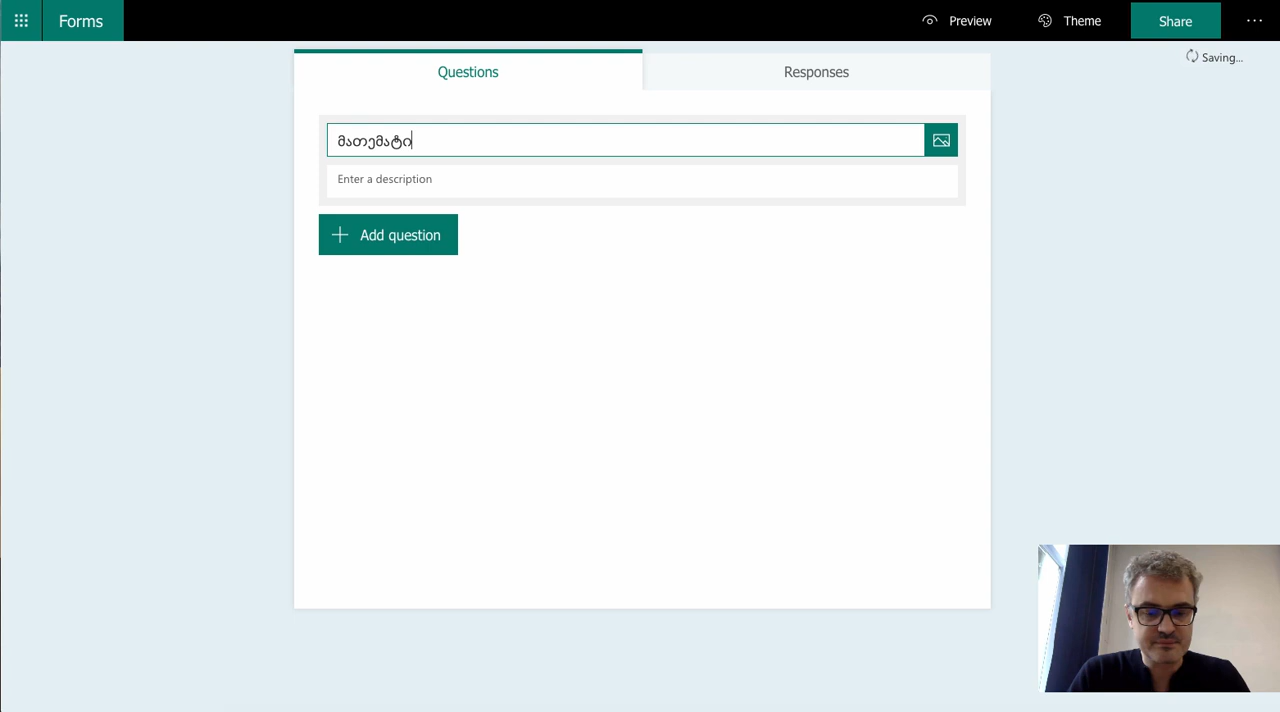 Forms
Preview
Theme
Share
Saving...
Questions
Responses
მათემატი
Enter a description
Add question